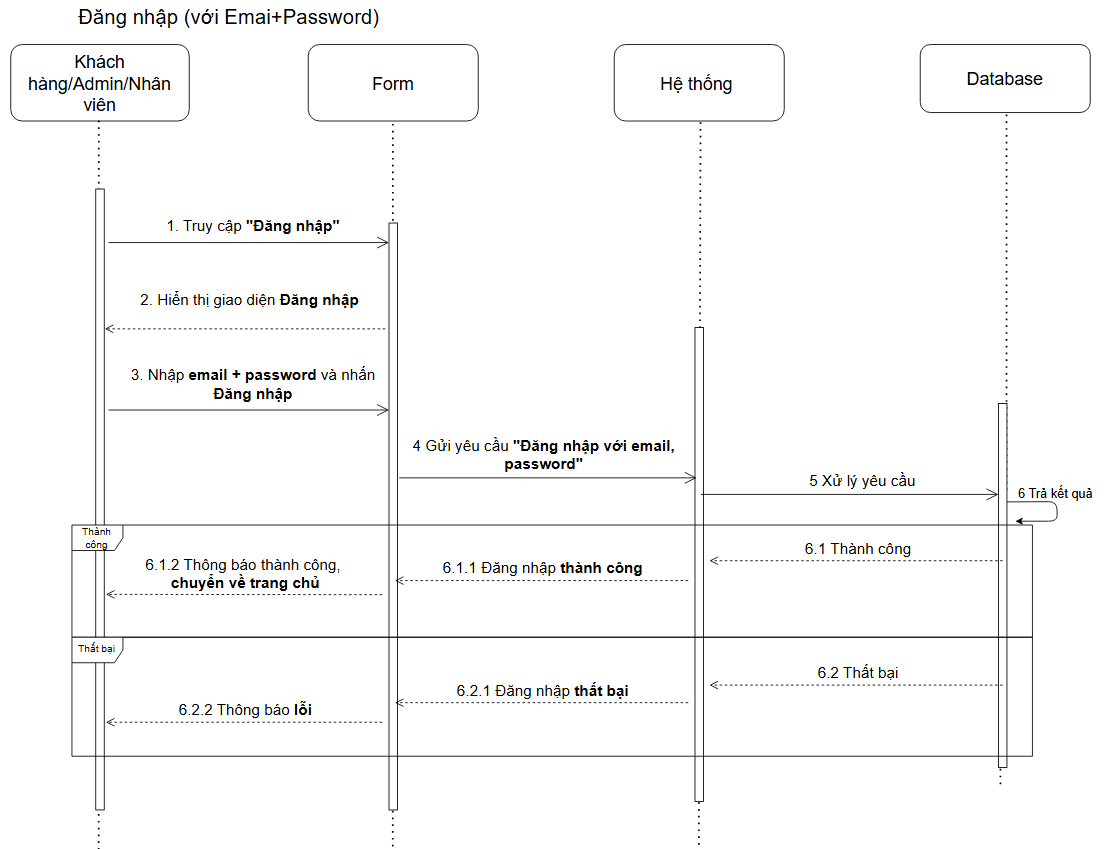 Đăng nhập (với Emai+Password)
Khách
hàng/Admin/Nhân
viên
Form
Hệ thống
Database
1. Truy cập "Đăng nhập"
2. Hiển thị giao diện Đăng nhập
3. Nhập email + password và nhấn
Đăng nhập
4 Gửi yêu cầu "Đăng nhập với email,
password"
5 Xử lý yêu cầu
6 Trả kết quả
Thành
công
6.1 Thành công
6.1.1 Đăng nhập thành công
6.1.2 Thông báo thành công,
chuyển về trang chủ
Thất bại
6.2 Thất bại
6.2.1 Đăng nhập thất bại
6.2.2 Thông báo lỗi